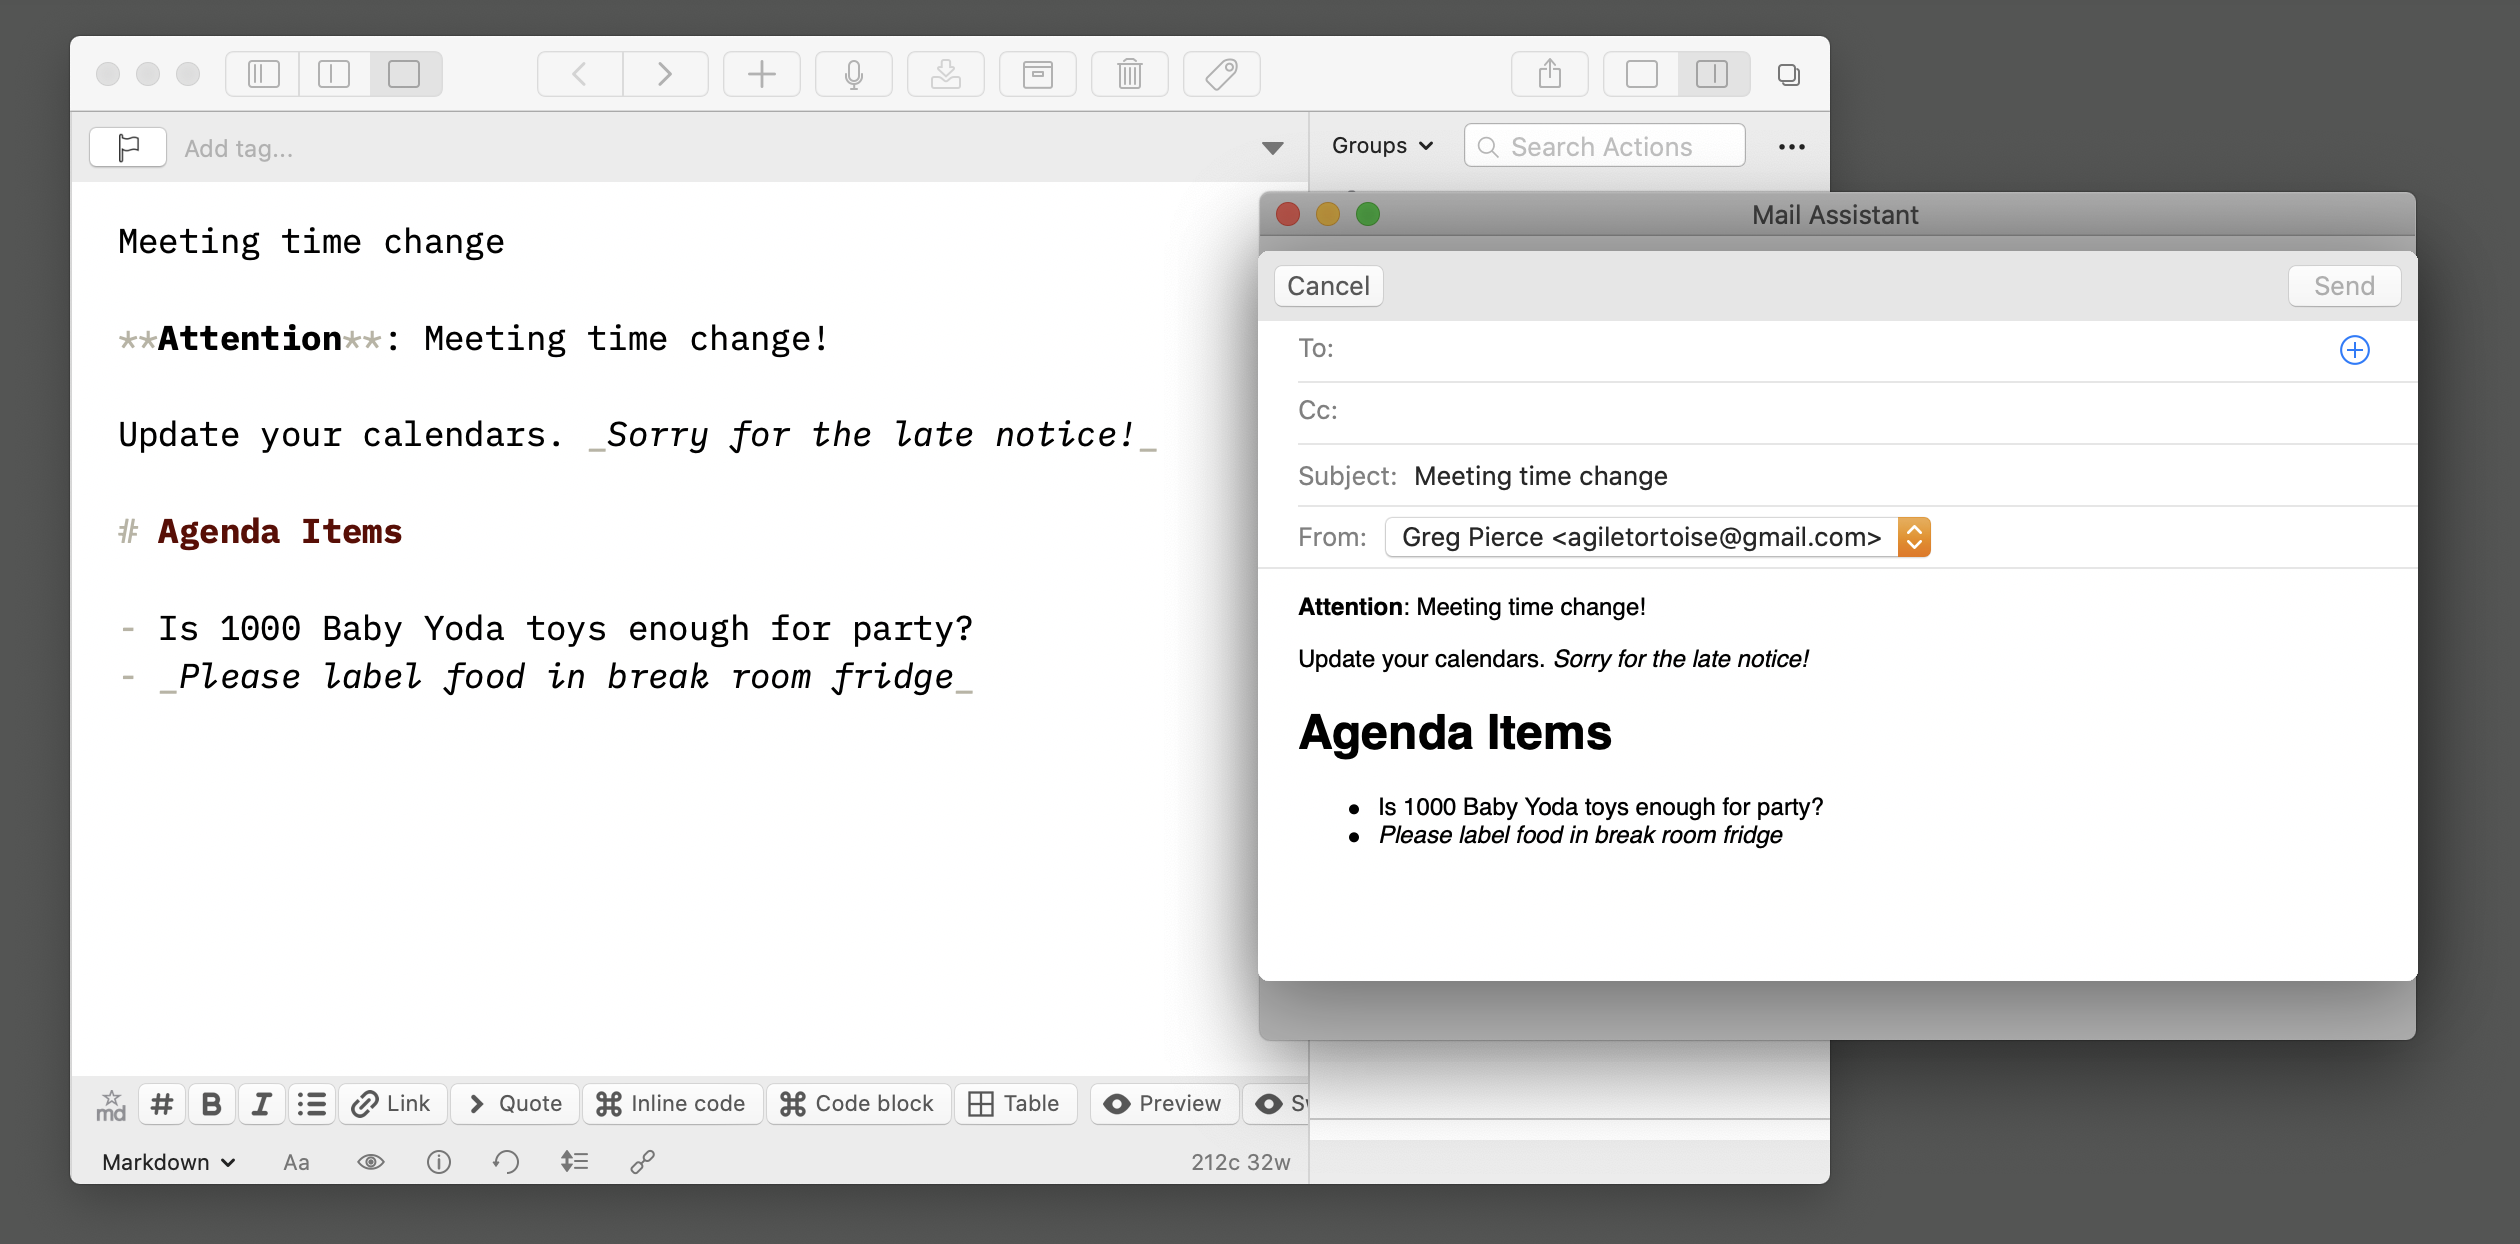 Add tag...
Groups
Search Actions
Meeting time change
**Attention**: Meeting time change!
Update your calendars. _Sorry for the late notice!_
# Agenda Items
- Is 1000 Baby Yoda toys enough for party?
- _Please label food in break room fridge_
md
#
B
I
Link
Quote
Inline code
Code block
Table
Preview
Markdown
Aa
212c 32w
Mail Assistant
Cancel
Send
To:
Cc:
Subject: Meeting time change
From: Greg Pierce <agiletortoise@gmail.com>
Attention: Meeting time change!
Update your calendars. Sorry for the late notice!
Agenda Items
• Is 1000 Baby Yoda toys enough for party?
• Please label food in break room fridge